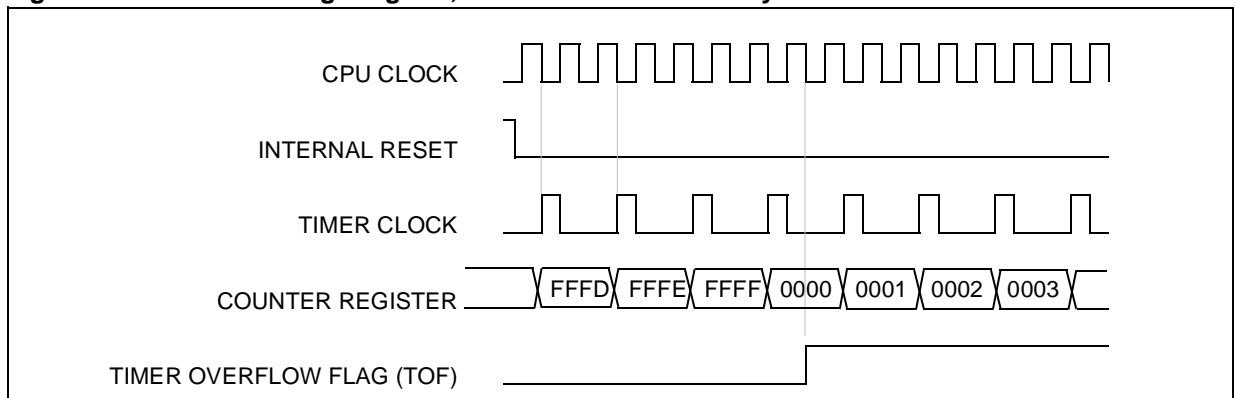 CPU CLOCK
INTERNAL RESET
TIMER CLOCK
FFFD FFFE FFFF 0000 0001 0002 0003
COUNTER REGISTER
TIMER OVERFLOW FLAG (TOF)